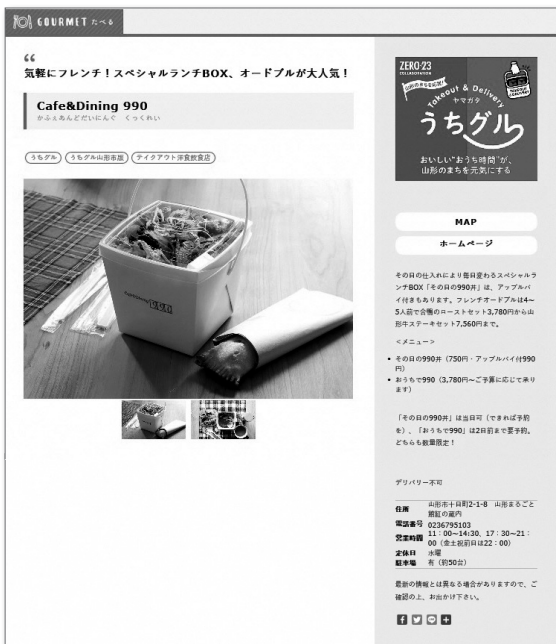 GOURMET たべる
気軽にフレンチ！スペシャルランチBOX、オードブルが大人気！
Cafe&Dining 990
かふぇあんどだいにんぐ　くっくれい
うちグル
うちグル山形市版
テイクアウト洋食飲食店
990
ZERO・23
COLLABORATION
Takeout & Delivery
ヤマガタ
うちグル
おいしい“おうち時間”が、
山形のまちを元気にする
MAP
ホームページ
その日の仕入れにより毎日変わるスペシャルラ
ンチBOX「その日の990丼」は、アップルパ
イ付きもあります。フレンチオードブルは4〜
5人前で合鴨のローストセット3,780円から山
形牛ステーキセット7,560円まで。
＜メニュー＞
その日の990丼（750円・アップルパイ付990
円）
おうちで990（3,780円〜ご予算に応じて承り
ます）
「その日の990丼」は当日可（できれば予約
を）、「おうちで990」は2日前まで要予約。
どちらも数量限定！
デリバリー不可
住所　山形市十日町2-1-8　山形まるごと
館紅の蔵内
電話番号　0236795103
営業時間　11：00〜14:30、17：30〜21：
00（金土祝前日は22：00）
定休日　水曜
駐車場　有（約50台）
最新の情報とは異なる場合がありますので、ご
確認の上、お出かけ下さい。